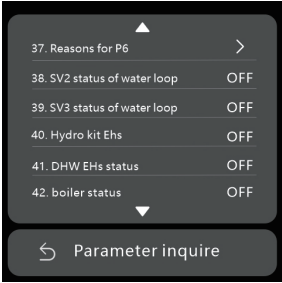 37. Reasons for P6
38. SV2 status of water loop OFF
39. SV3 status of water loop OFF
40. Hydro kit Ehs OFF
41. DHW EHs status OFF
42. boiler status OFF
Parameter inquire